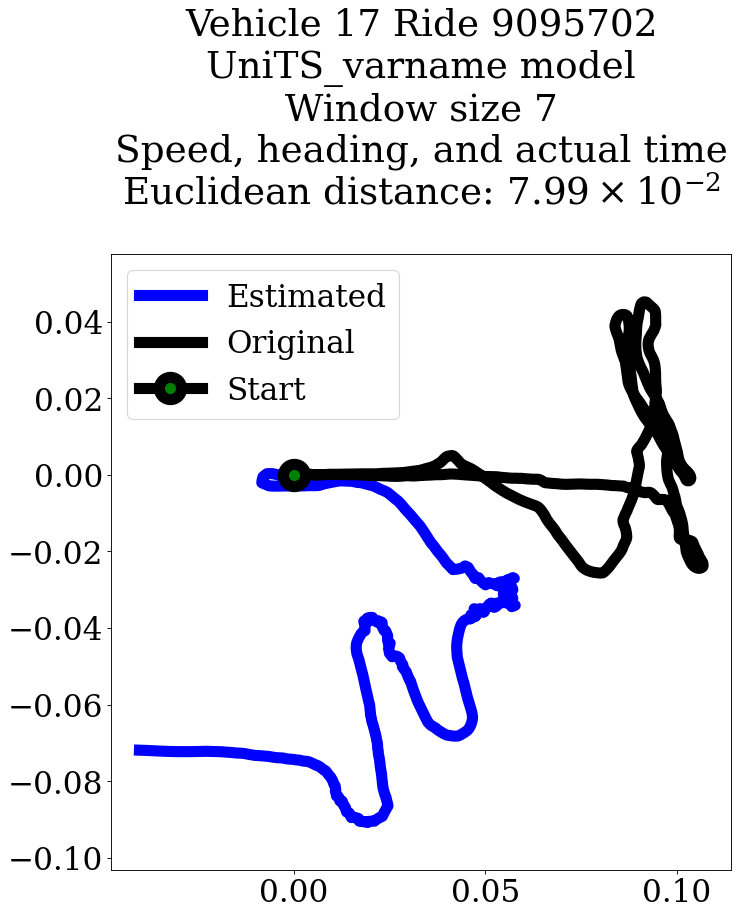 Vehicle 17 Ride 9095702
UniTS_varname model
Window size 7
Speed, heading, and actual time
Euclidean distance: 7.99 × 10⁻²
Estimated
Original
Start
0.04
0.02
0.00
−0.02
−0.04
−0.06
−0.08
−0.10
0.00 0.05 0.10